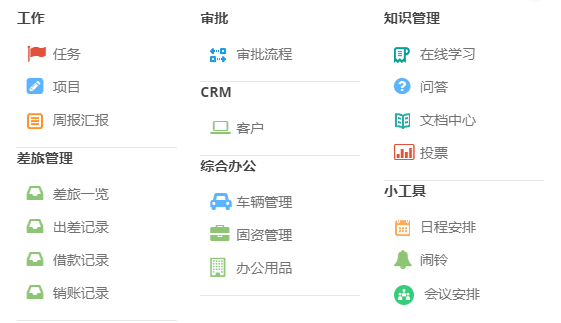 工作
任务
项目
周报汇报
差旅管理
差旅一览
出差记录
借款记录
销账记录
审批
审批流程
CRM
客户
综合办公
车辆管理
固资管理
办公用品
知识管理
在线学习
问答
文档中心
投票
小工具
日程安排
闹铃
会议安排